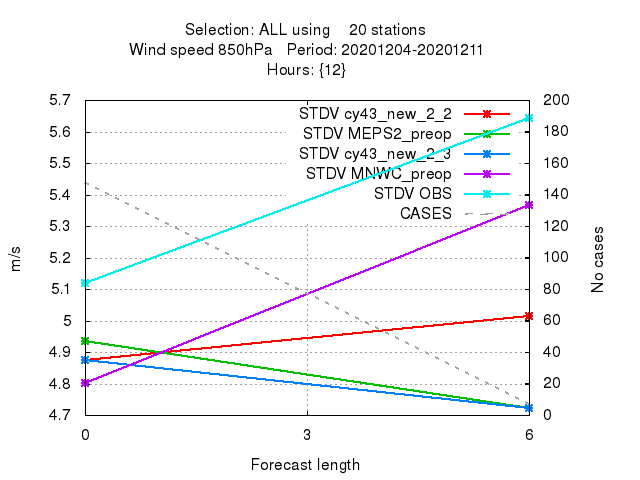 Selection: ALL using 20 stations
Wind speed 850hPa Period: 20201204-20201211
Hours: {12}
5.7
5.6
5.5
5.4
5.3
5.2
5.1
5
4.9
4.8
4.7
m/s
STDV cy43_new_2_2
STDV MEPS2_preop
STDV cy43_new_2_3
STDV MNWC_preop
STDV OBS
CASES
200
180
160
140
120
100
80
60
40
20
0
No cases
0 3 6
Forecast length